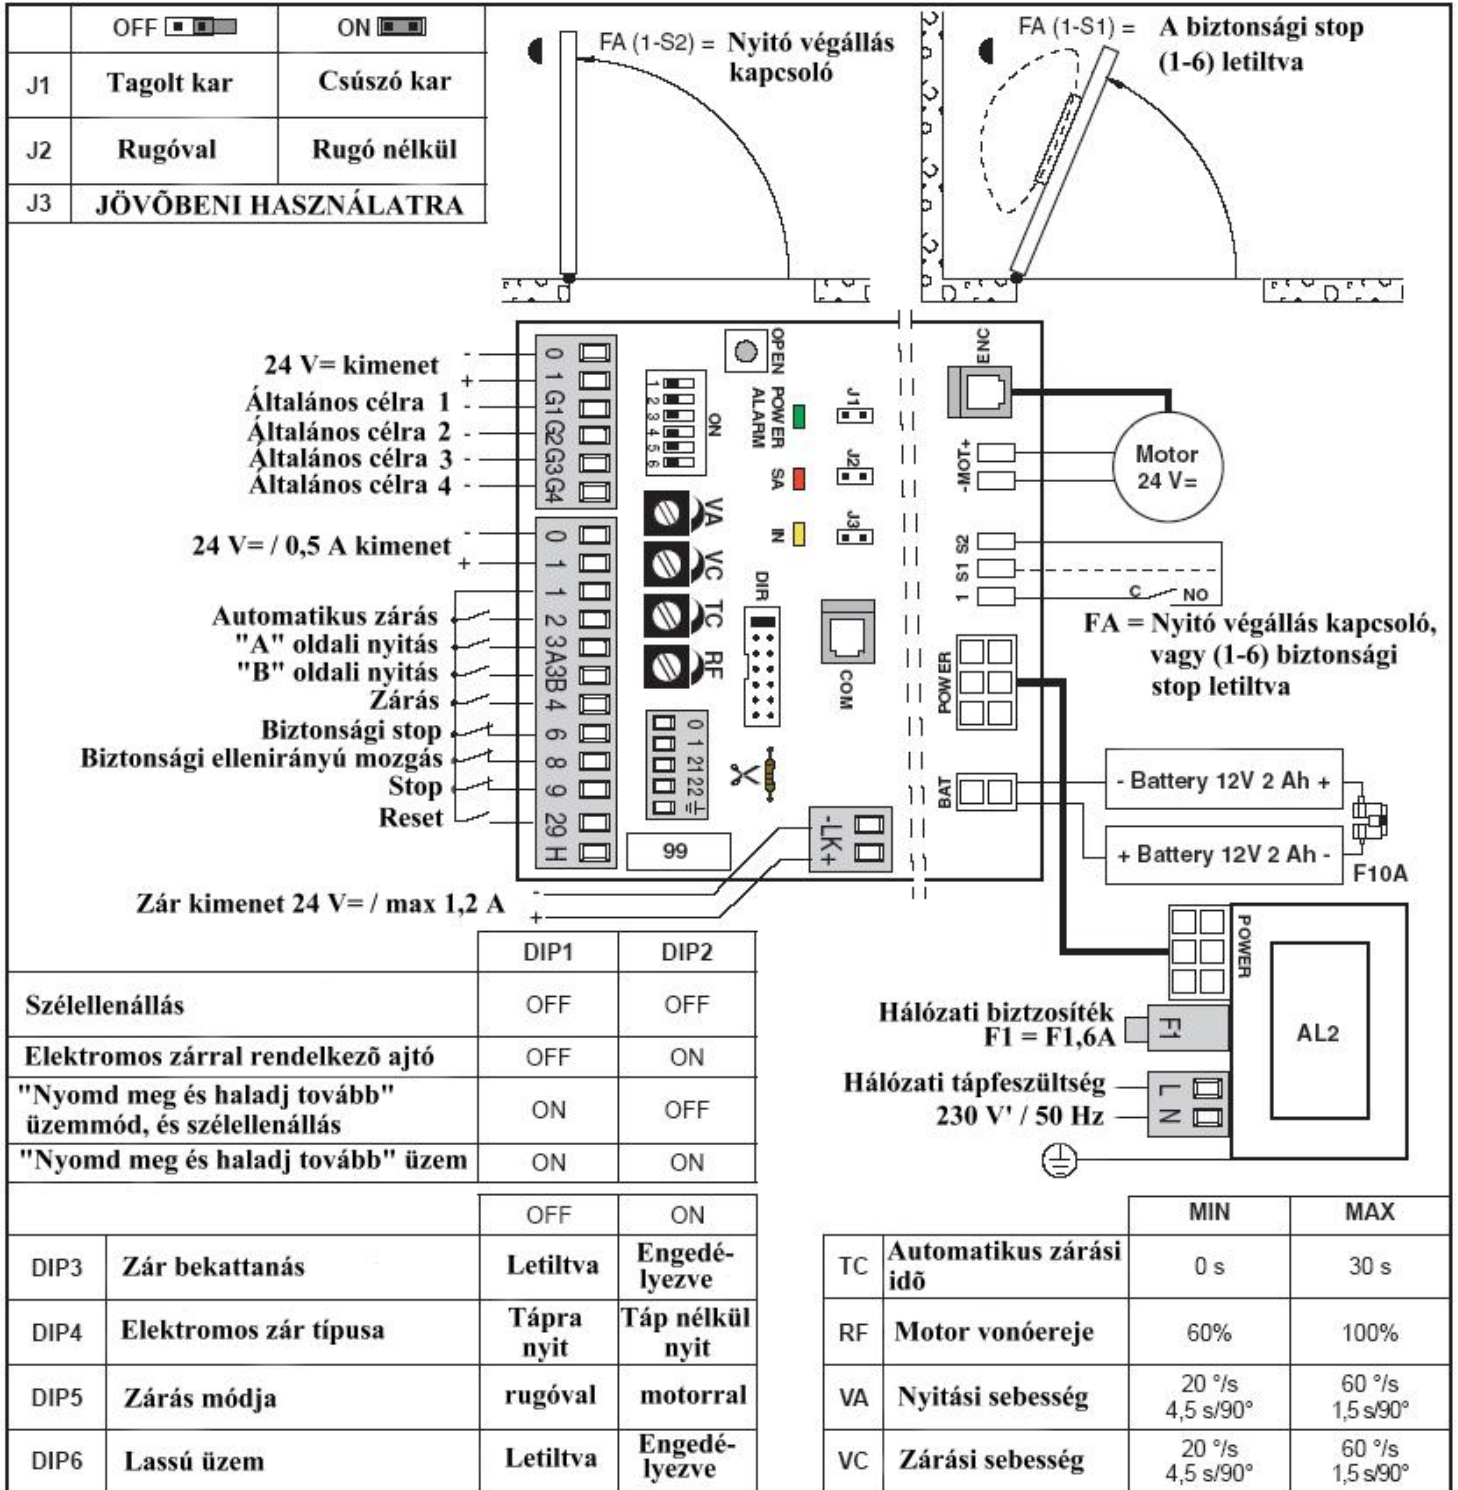 OFF ON
J1 Tagolt kar Csúszó kar
J2 Rugóval Rugó nélkül
J3 JÖVÕBENI HASZNÁLATRA
FA (1-S2) = Nyitó végállás
kapcsoló
FA (1-S1) = A biztonsági stop
(1-6) letiltva
24 V= kimenet - +
Általános célra 1 -
Általános célra 2 -
Általános célra 3 -
Általános célra 4 -
24 V= / 0,5 A kimenet - +
Automatikus zárás
"A" oldali nyitás
"B" oldali nyitás
Zárás
Biztonsági stop
Biztonsági ellenirányú mozgás
Stop
Reset
0
1
G1
G2
G3
G4
0
1
1
2
3A
3B
4
6
8
9
29
H
1 2 3 4 5 6
ON
OPEN
POWER
ALARM
SA
IN
J1
J2
J3
VA
VC
TC
RF
DIR
COM
0 1 21 22
99
-LK+
Zár kimenet 24 V= / max 1,2 A - +
ENC
-MOT+
Motor
24 V=
1 S1 S2
C NO
FA = Nyitó végállás kapcsoló,
vagy (1-6) biztonsági
stop letiltva
POWER
BAT
- Battery 12V 2 Ah +
+ Battery 12V 2 Ah -
F10A
POWER
AL2
Hálózati biztzosíték
F1 = F1,6A
F1
Hálózati tápfeszültség
230 V' / 50 Hz
L
N
DIP1 DIP2
Szélellenállás OFF OFF
Elektromos zárral rendelkezõ ajtó OFF ON
"Nyomd meg és haladj tovább"
üzemmód, és szélellenállás ON OFF
"Nyomd meg és haladj tovább" üzem ON ON
OFF ON
DIP3 Zár bekattanás Letiltva Engedé-
lyezve
DIP4 Elektromos zár típusa Tápra
nyit Táp nélkül
nyit
DIP5 Zárás módja rugóval motorral
DIP6 Lassú üzem Letiltva Engedé-
lyezve
MIN MAX
TC Automatikus zárási
idõ 0 s 30 s
RF Motor vonóereje 60% 100%
VA Nyitási sebesség 20 °/s
4,5 s/90° 60 °/s
1,5 s/90°
VC Zárási sebesség 20 °/s
4,5 s/90° 60 °/s
1,5 s/90°